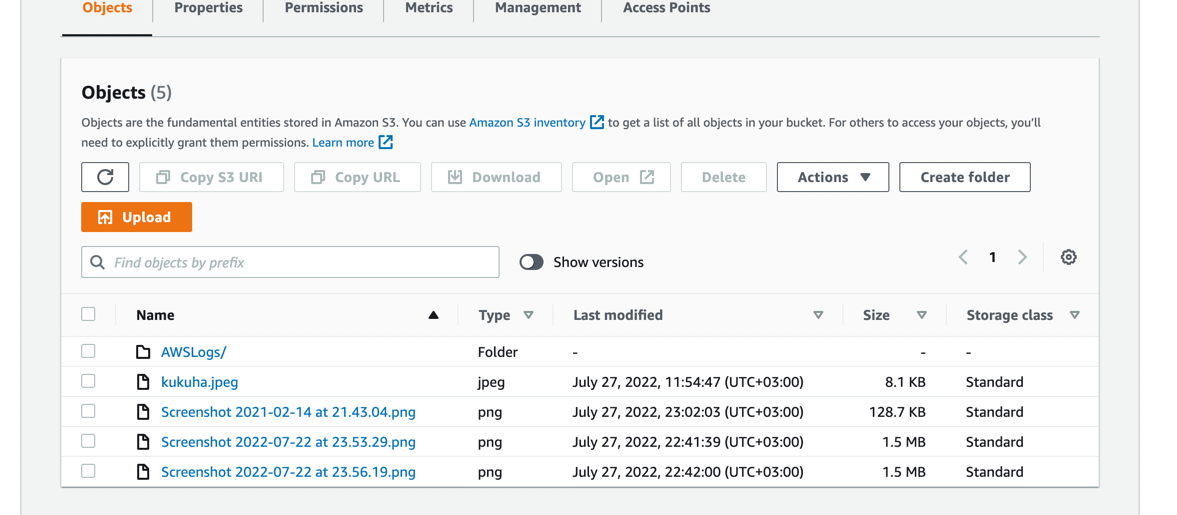 Objects Properties Permissions Metrics Management Access Points
Objects (5)
Objects are the fundamental entities stored in Amazon S3. You can use Amazon S3 inventory to get a list of all objects in your bucket. For others to access your objects, you'll
need to explicitly grant them permissions. Learn more
Copy S3 URI Copy URL Download Open Delete Actions Create folder
Upload
Find objects by prefix Show versions 1
Name Type Last modified Size Storage class
AWSLogs/ Folder - - -
kukuha.jpeg jpeg July 27, 2022, 11:54:47 (UTC+03:00) 8.1 KB Standard
Screenshot 2021-02-14 at 21.43.04.png png July 27, 2022, 23:02:03 (UTC+03:00) 128.7 KB Standard
Screenshot 2022-07-22 at 23.53.29.png png July 27, 2022, 22:41:39 (UTC+03:00) 1.5 MB Standard
Screenshot 2022-07-22 at 23.56.19.png png July 27, 2022, 22:42:00 (UTC+03:00) 1.5 MB Standard